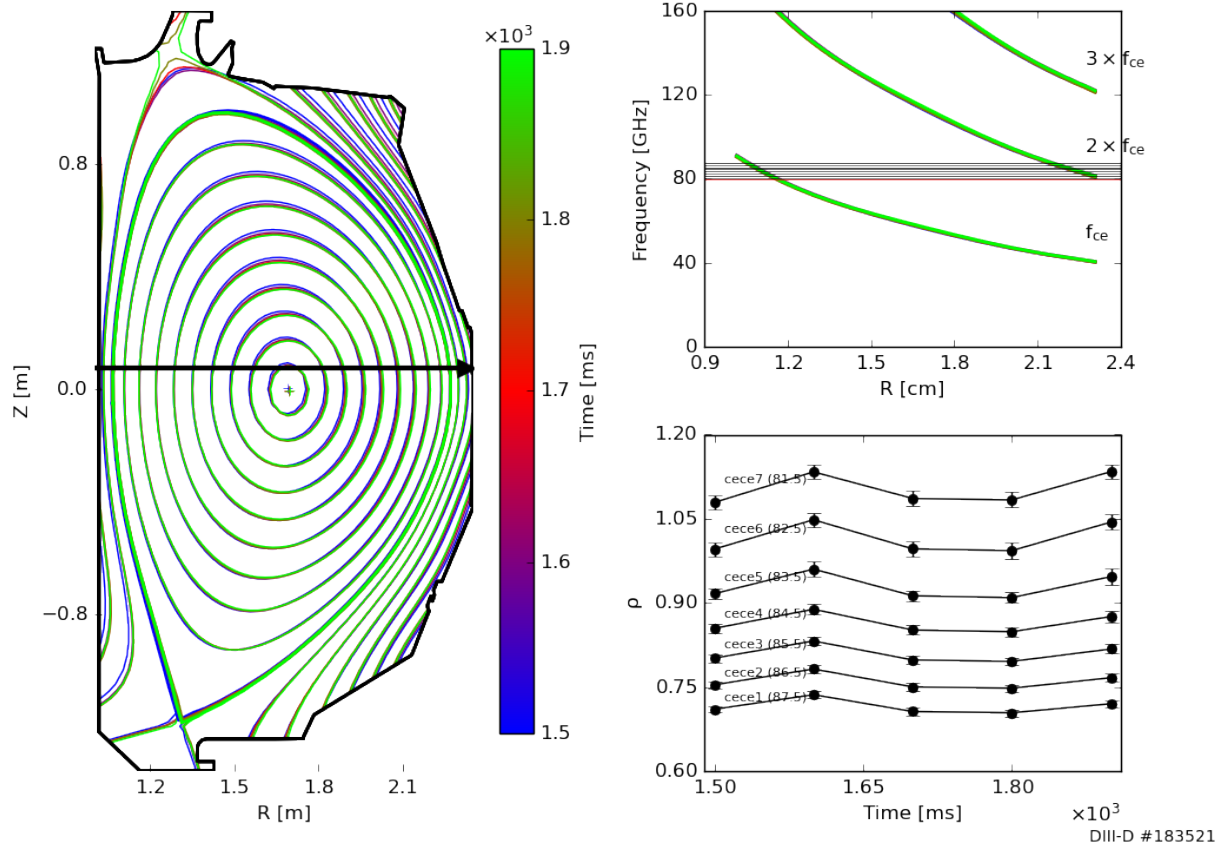 ×10³
1.9
1.8
1.7
1.6
1.5
Time [ms]
0.8
0.0
−0.8
Z [m]
1.2 1.5 1.8 2.1
R [m]
160
120
80
40
0
Frequency [GHz]
3 × f_ce
2 × f_ce
f_ce
0.9 1.2 1.5 1.8 2.1 2.4
R [cm]
1.20
1.05
0.90
0.75
0.60
ρ
cece7 (81.5)
cece6 (82.5)
cece5 (83.5)
cece4 (84.5)
cece3 (85.5)
cece2 (86.5)
cece1 (87.5)
1.50 1.65 1.80
Time [ms] ×10³
DIII-D #183521